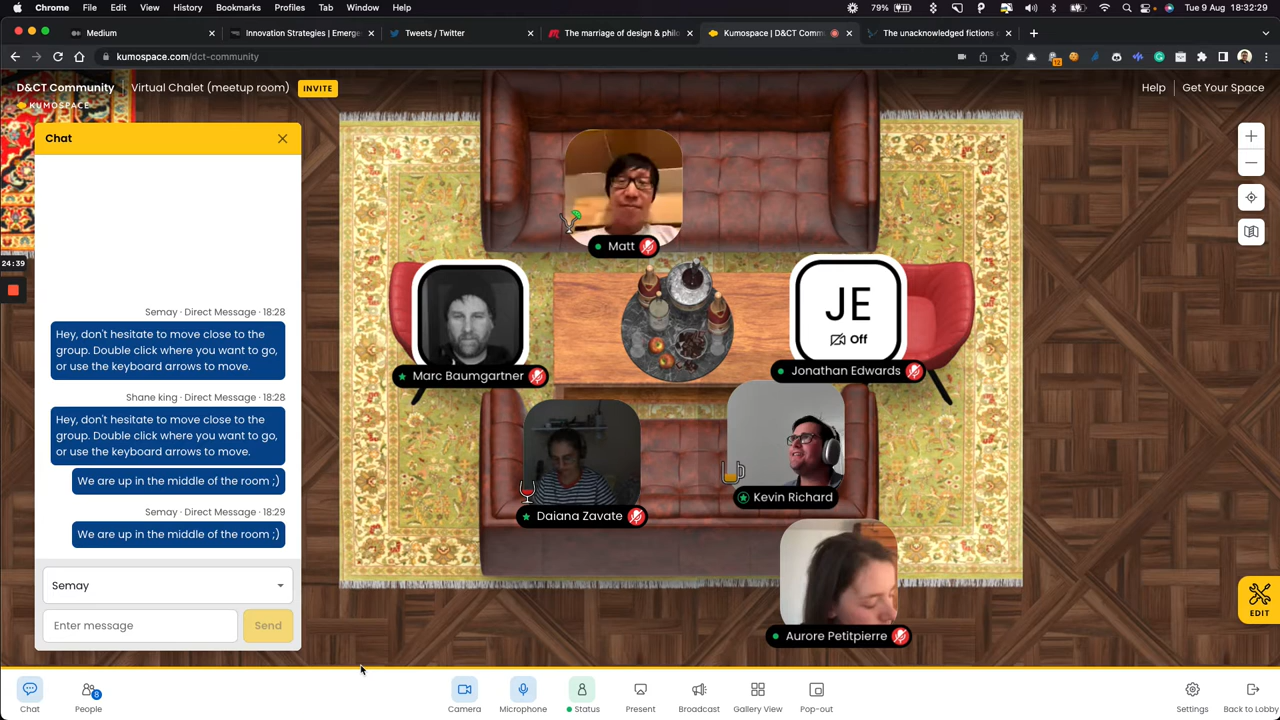 Chrome File Edit View History Bookmarks Profiles Tab Window Help 79% Tue 9 Aug 18:32:29
Medium
Innovation Strategies | Emerge
Tweets / Twitter
The marriage of design & philo
Kumospace | D&CT Comm
The unacknowledged fictions
kumospace.com/dct-community
D&CT Community Virtual Chalet (meetup room) INVITE
KUMOSPACE
Help Get Your Space
Chat
24:39
Semay · Direct Message · 18:28
Hey, don't hesitate to move close to the
group. Double click where you want to go,
or use the keyboard arrows to move.
Shane king · Direct Message · 18:28
Hey, don't hesitate to move close to the
group. Double click where you want to go,
or use the keyboard arrows to move.
We are up in the middle of the room ;)
Semay · Direct Message · 18:29
We are up in the middle of the room ;)
Semay
Enter message
Send
Matt
Marc Baumgartner
JE
Off
Jonathan Edwards
Daiana Zavate
Kevin Richard
Aurore Petitpierre
EDIT
Chat
8
People
Camera
Microphone
Status
Present
Broadcast
Gallery View
Pop-out
Settings
Back to Lobby